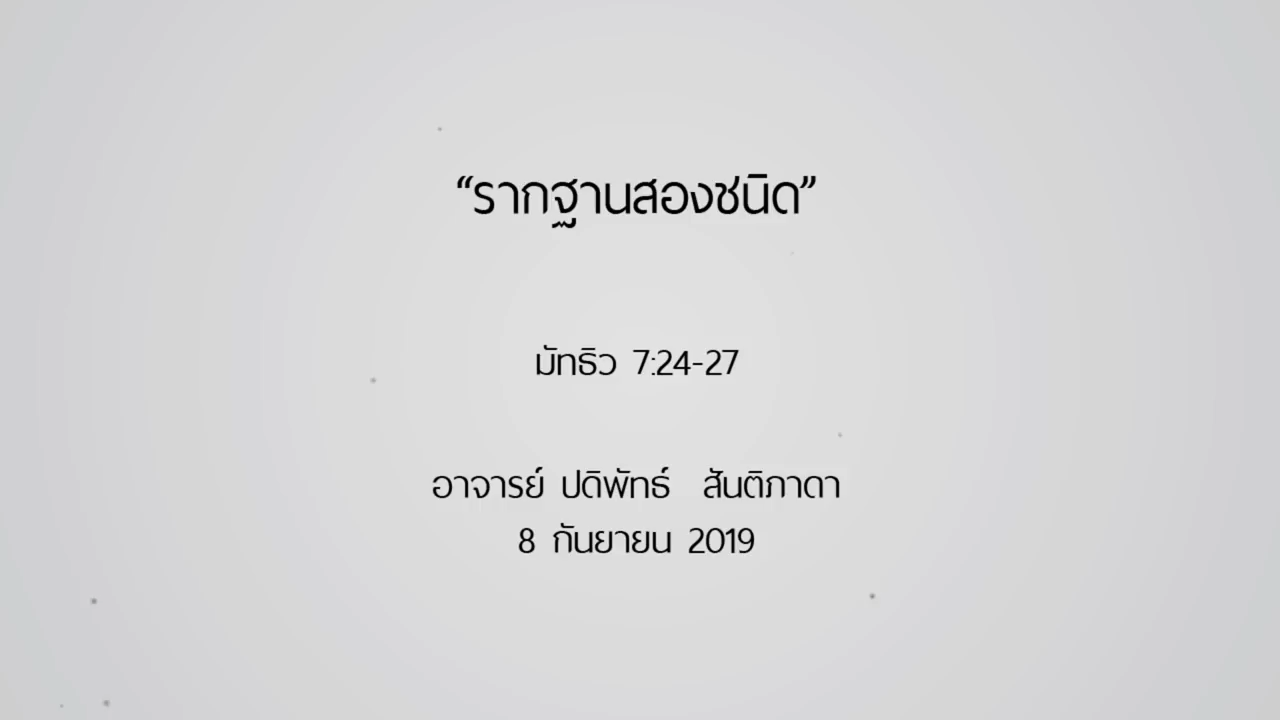 “รากฐานสองชนิด”
มัทธิว 7:24-27
อาจารย์ ปดิพัทธ์ สันติภาดา
8 กันยายน 2019